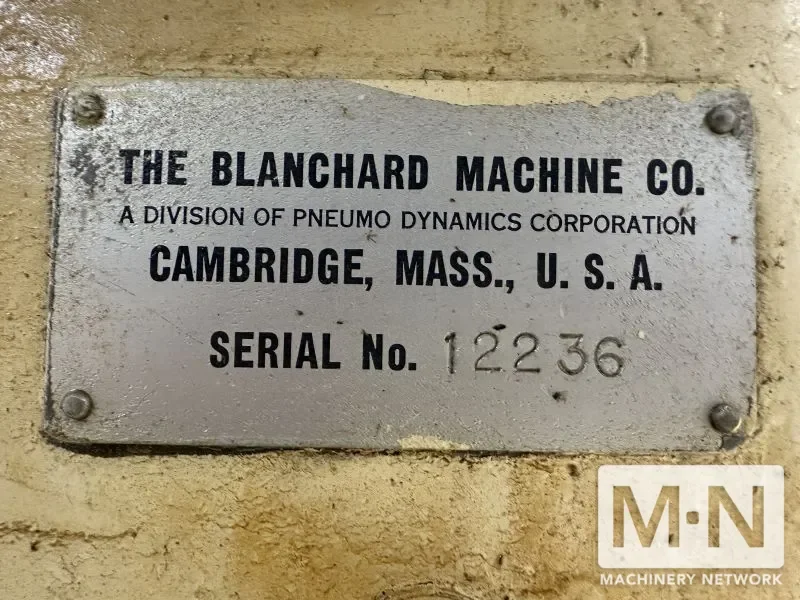 THE BLANCHARD MACHINE CO.
A DIVISION OF PNEUMO DYNAMICS CORPORATION
CAMBRIDGE, MASS., U. S. A.
SERIAL No. 12236
M·N
MACHINERY NETWORK